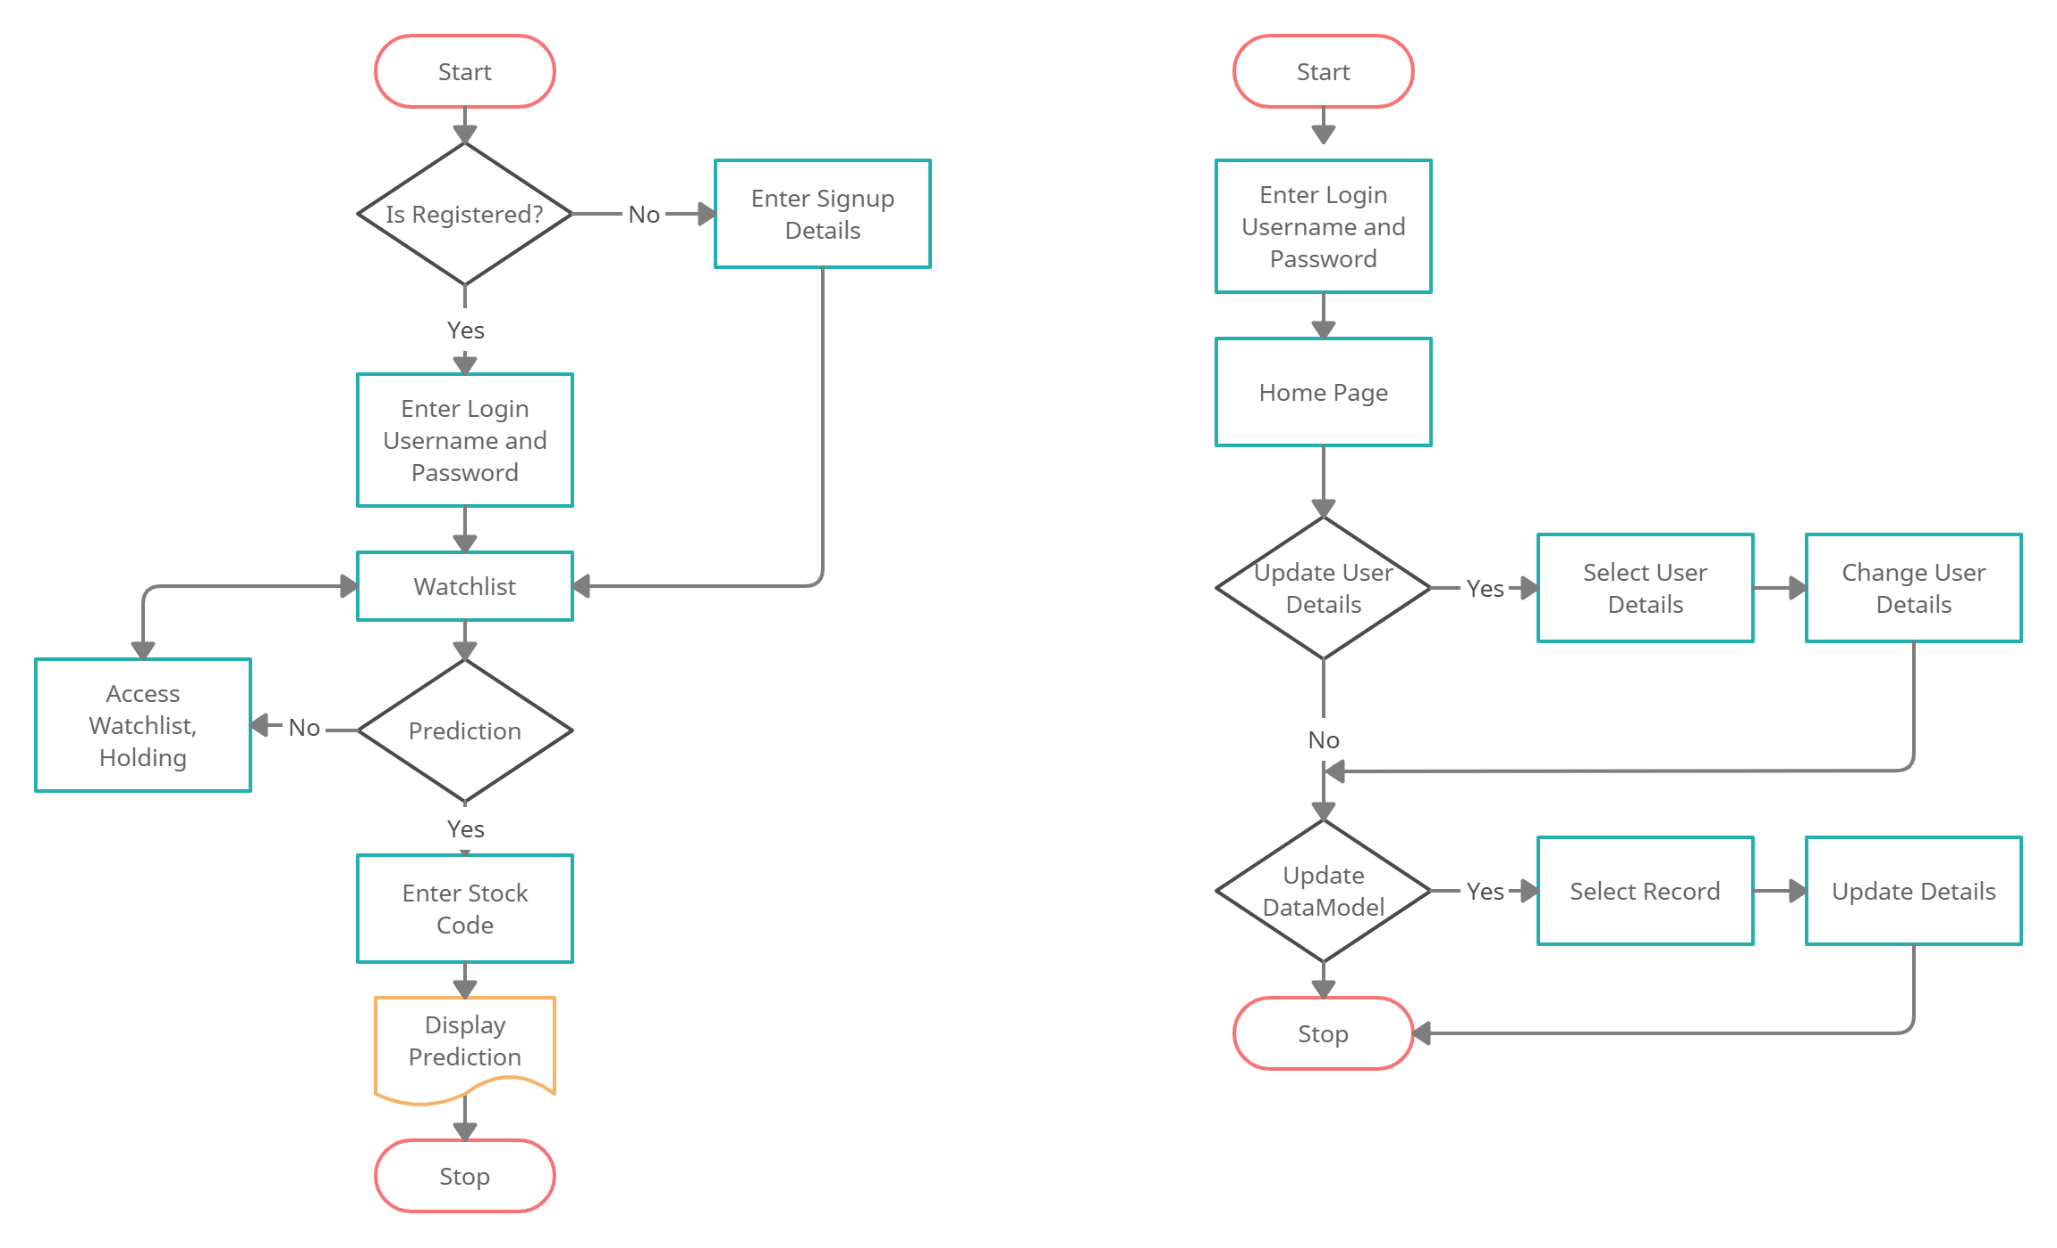 Start
Is Registered?
No
Enter Signup
Details
Yes
Enter Login
Username and
Password
Watchlist
Access
Watchlist,
Holding
No
Prediction
Yes
Enter Stock
Code
Display
Prediction
Stop
Start
Enter Login
Username and
Password
Home Page
Update User
Details
Yes
Select User
Details
Change User
Details
No
Update
DataModel
Yes
Select Record
Update Details
Stop